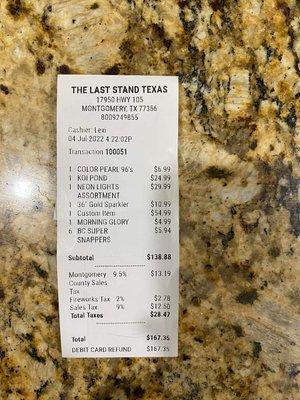 THE LAST STAND TEXAS
17950 HWY 105
MONTGOMERY, TX 77356
8009249855
Cashier: Lexi
04-Jul-2022 4:22:02P
Transaction 100051
1 COLOR PEARL 96's $6.99
1 KOI POND $24.99
1 NEON LIGHTS $29.99
ASSORTMENT
1 36" Gold Sparkler $10.99
1 Custom Item $54.99
1 MORNING GLORY $4.99
6 BC SUPER $5.94
SNAPPERS
Subtotal $138.88
Montgomery 9.5% $13.19
County Sales
Tax
Fireworks Tax 2% $2.78
Sales Tax 9% $12.50
Total Taxes $28.47
Total $167.35
DEBIT CARD REFUND $167.35